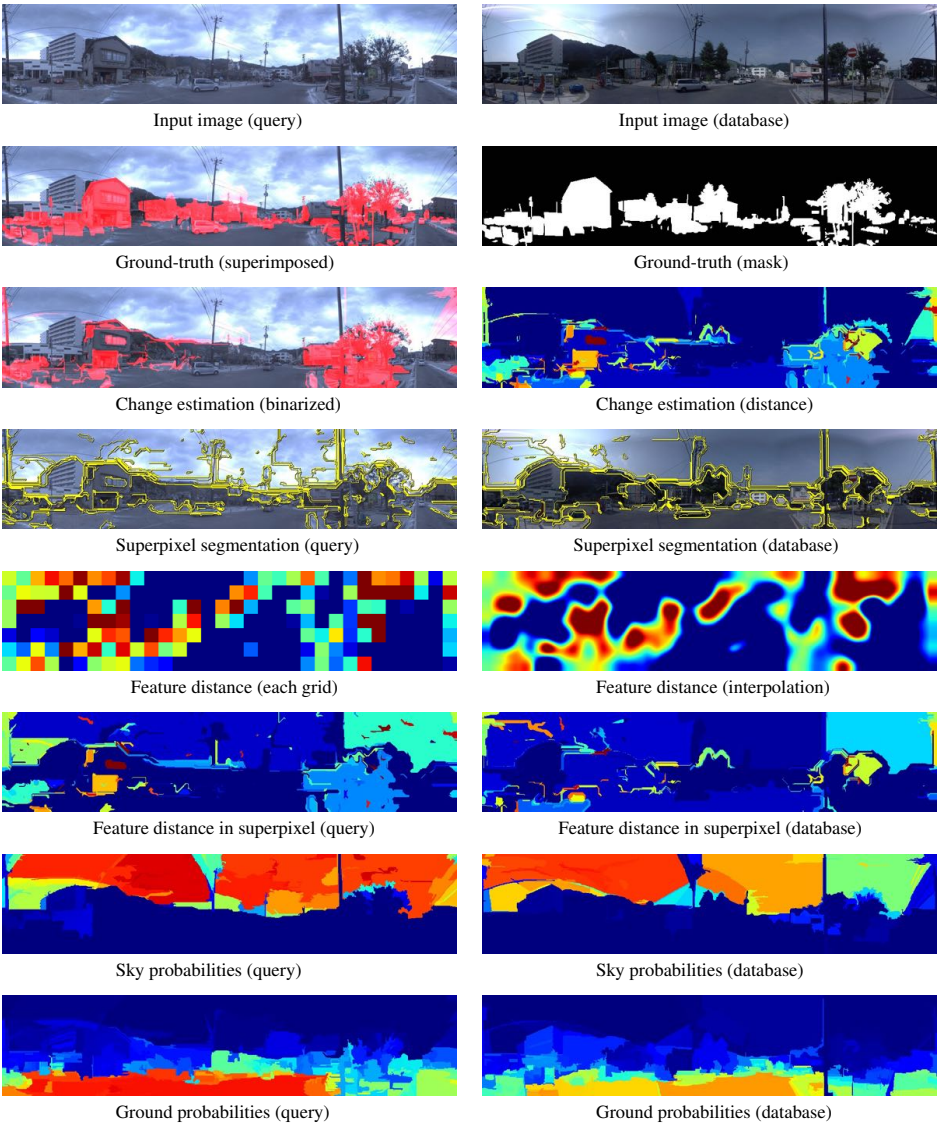 Input image (query)
Input image (database)
Ground-truth (superimposed)
Ground-truth (mask)
Change estimation (binarized)
Change estimation (distance)
Superpixel segmentation (query)
Superpixel segmentation (database)
Feature distance (each grid)
Feature distance (interpolation)
Feature distance in superpixel (query)
Feature distance in superpixel (database)
Sky probabilities (query)
Sky probabilities (database)
Ground probabilities (query)
Ground probabilities (database)